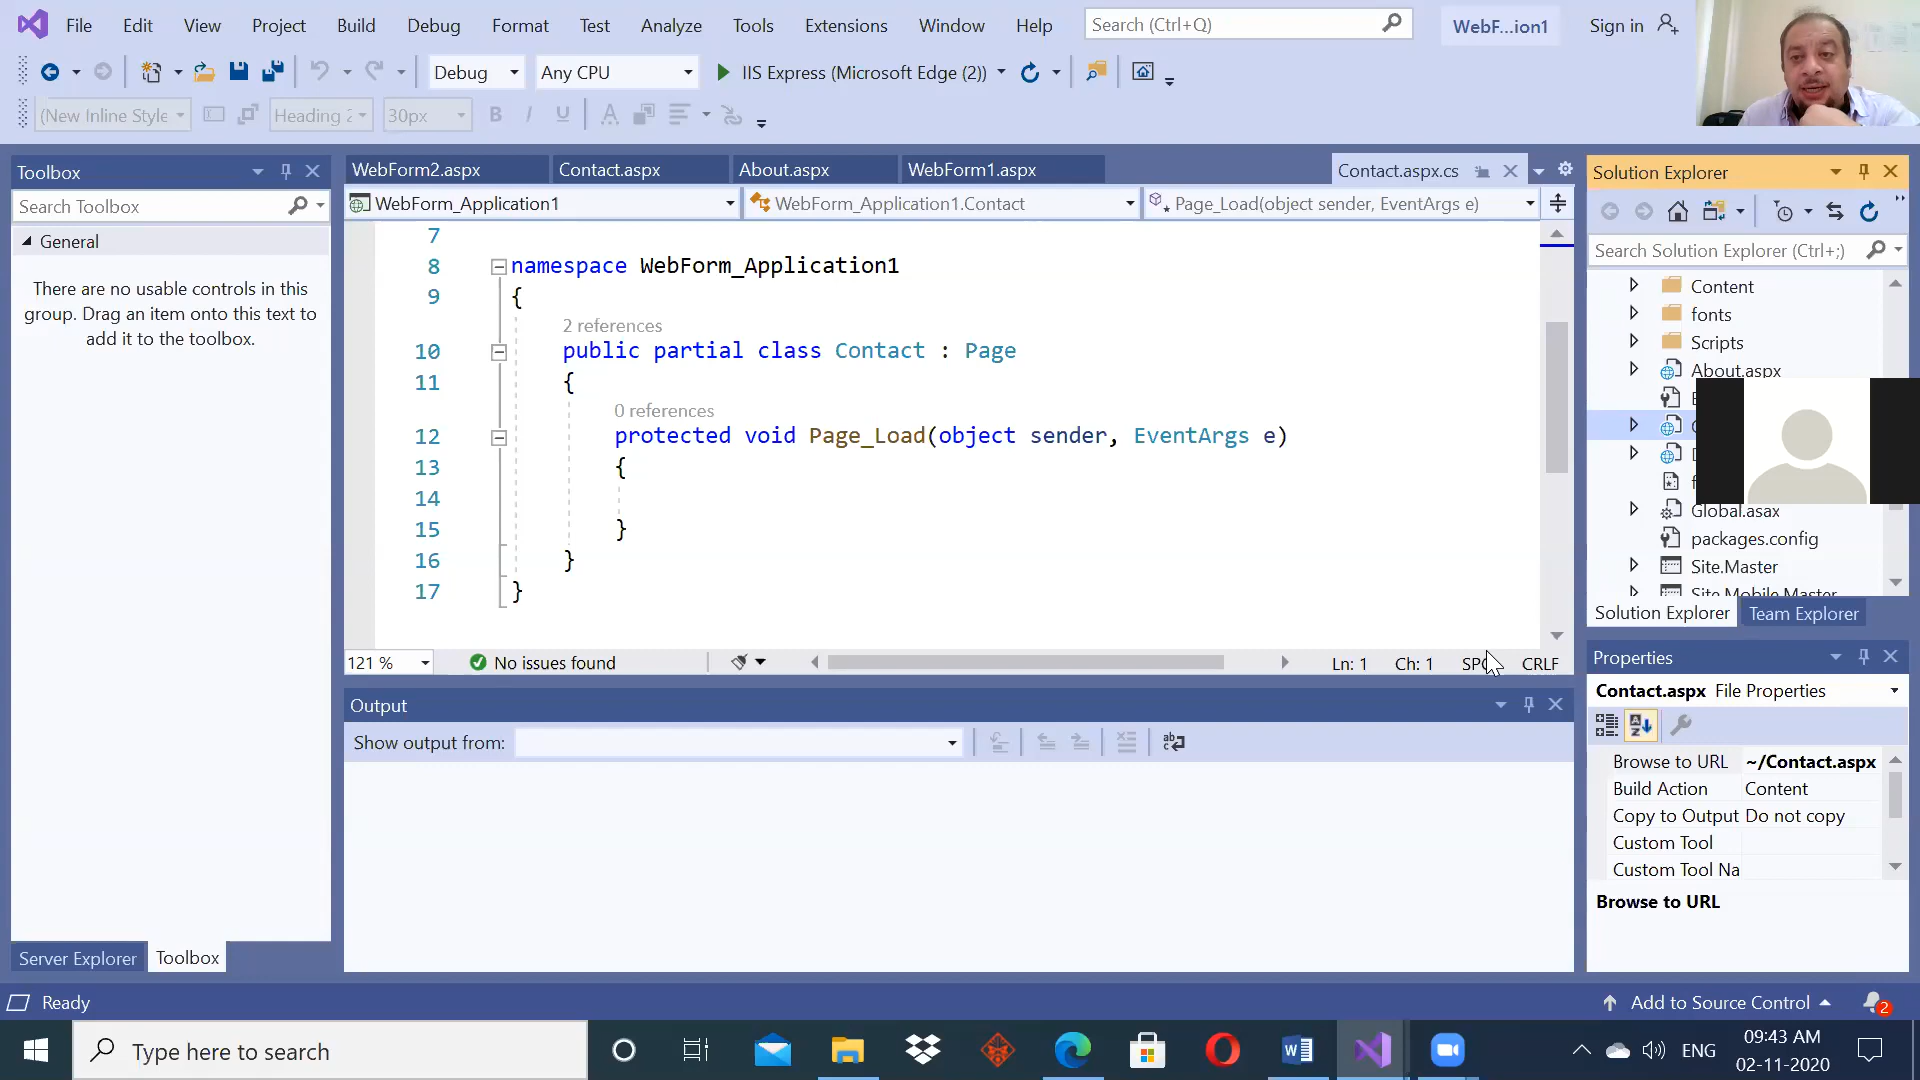 File Edit View Project Build Debug Format Test Analyze Tools Extensions Window Help Search (Ctrl+Q) WebF...ion1 Sign in
Debug Any CPU IIS Express (Microsoft Edge (2))
(New Inline Style Heading 2 30px B I U A
Toolbox
Search Toolbox
General
There are no usable controls in this
group. Drag an item onto this text to
add it to the toolbox.
Server Explorer Toolbox
WebForm2.aspx Contact.aspx About.aspx WebForm1.aspx Contact.aspx.cs
WebForm_Application1 WebForm_Application1.Contact Page_Load(object sender, EventArgs e)
7
8 namespace WebForm_Application1
9 {
2 references
10 public partial class Contact : Page
11 {
0 references
12 protected void Page_Load(object sender, EventArgs e)
13 {
14
15 }
16 }
17 }
121 % No issues found Ln: 1 Ch: 1 SPC CRLF
Output
Show output from:
Solution Explorer
Search Solution Explorer (Ctrl+;)
Content
fonts
Scripts
About.aspx
Global.asax
packages.config
Site.Master
Site.Mobile.Master
Solution Explorer Team Explorer
Properties
Contact.aspx File Properties
Browse to URL ~/Contact.aspx
Build Action Content
Copy to Output Do not copy
Custom Tool
Custom Tool Na
Browse to URL
Ready Add to Source Control 2
Type here to search ENG 09:43 AM
02-11-2020